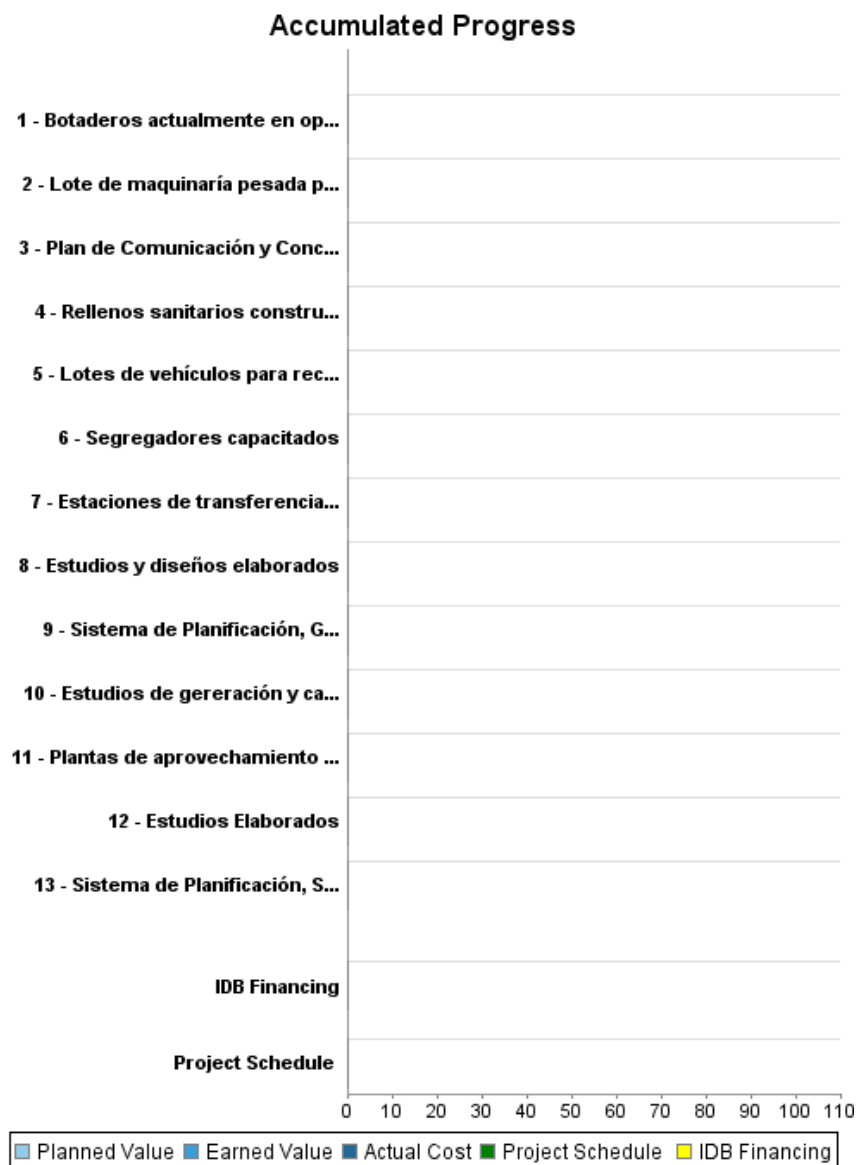 Accumulated Progress
1 - Botaderos actualmente en op...
2 - Lote de maquinaría pesada p...
3 - Plan de Comunicación y Conc...
4 - Rellenos sanitarios constru...
5 - Lotes de vehículos para rec...
6 - Segregadores capacitados
7 - Estaciones de transferencia...
8 - Estudios y diseños elaborados
9 - Sistema de Planificación, G...
10 - Estudios de gereración y ca...
11 - Plantas de aprovechamiento ...
12 - Estudios Elaborados
13 - Sistema de Planificación, S...
IDB Financing
Project Schedule
0 10 20 30 40 50 60 70 80 90 100 110
Planned Value Earned Value Actual Cost Project Schedule IDB Financing